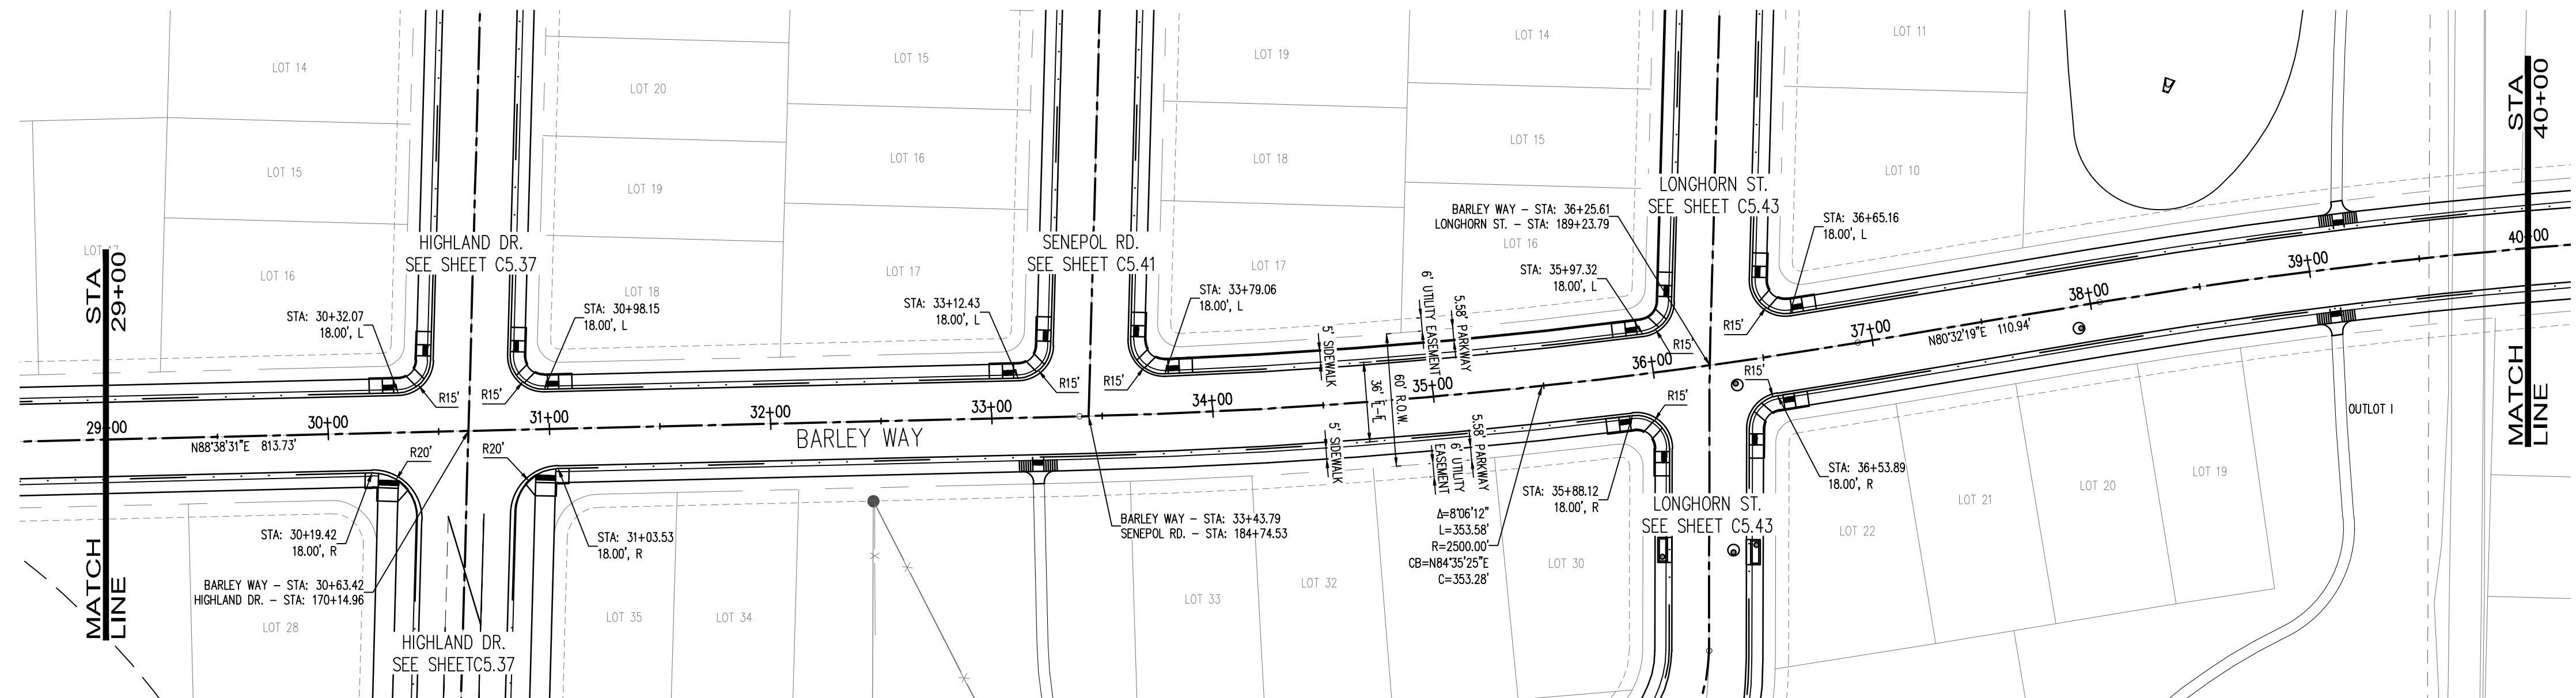 LOT 14
LOT 15
LOT 16
LOT 17
STA
29+00
MATCH
LINE
LOT 28
HIGHLAND DR.
SEE SHEET C5.37
STA: 30+32.07
18.00', L
R15'
R15'
STA: 30+98.15
18.00', L
LOT 20
LOT 19
LOT 18
LOT 15
LOT 16
LOT 17
SENEPOL RD.
SEE SHEET C5.41
STA: 33+12.43
18.00', L
R15'
R15'
STA: 33+79.06
18.00', L
LOT 19
LOT 18
LOT 17
LOT 14
LOT 15
LOT 16
LONGHORN ST.
SEE SHEET C5.43
BARLEY WAY - STA: 36+25.61
LONGHORN ST. - STA: 189+23.79
STA: 35+97.32
18.00', L
R15'
R15'
STA: 36+65.16
18.00', L
LOT 11
LOT 10
STA
40+00
MATCH
LINE
29+00
30+00
31+00
32+00
33+00
34+00
35+00
36+00
37+00
38+00
39+00
40+00
N88°38'31"E 813.73'
BARLEY WAY
N80°32'19"E 110.94'
5' SIDEWALK
6' UTILITY EASEMENT
5.58' PARKWAY
36' F-F
60' R.O.W.
5' SIDEWALK
6' UTILITY
EASEMENT
5.58' PARKWAY
R20'
R20'
STA: 30+19.42
18.00', R
STA: 31+03.53
18.00', R
BARLEY WAY - STA: 30+63.42
HIGHLAND DR. - STA: 170+14.96
HIGHLAND DR.
SEE SHEETC5.37
LOT 35
LOT 34
BARLEY WAY - STA: 33+43.79
SENEPOL RD. - STA: 184+74.53
LOT 33
LOT 32
Δ=8°06'12"
L=353.58'
R=2500.00'
CB=N84°35'25"E
C=353.28'
LOT 30
STA: 35+88.12
18.00', R
R15'
R15'
LONGHORN ST.
SEE SHEET C5.43
STA: 36+53.89
18.00', R
LOT 22
LOT 21
LOT 20
LOT 19
OUTLOT I